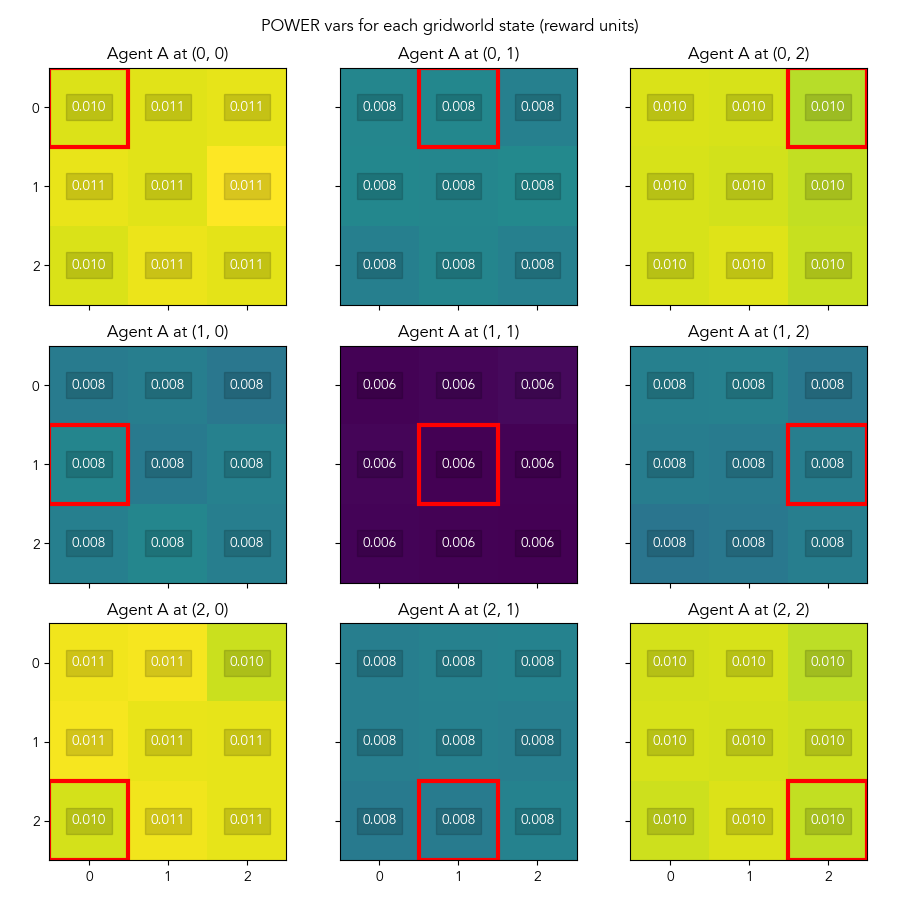 POWER vars for each gridworld state (reward units)
Agent A at (0, 0) Agent A at (0, 1) Agent A at (0, 2)
0 0.010 0.011 0.011 0.008 0.008 0.008 0.010 0.010 0.010
1 0.011 0.011 0.011 0.008 0.008 0.008 0.010 0.010 0.010
2 0.010 0.011 0.011 0.008 0.008 0.008 0.010 0.010 0.010
Agent A at (1, 0) Agent A at (1, 1) Agent A at (1, 2)
0 0.008 0.008 0.008 0.006 0.006 0.006 0.008 0.008 0.008
1 0.008 0.008 0.008 0.006 0.006 0.006 0.008 0.008 0.008
2 0.008 0.008 0.008 0.006 0.006 0.006 0.008 0.008 0.008
Agent A at (2, 0) Agent A at (2, 1) Agent A at (2, 2)
0 0.011 0.011 0.010 0.008 0.008 0.008 0.010 0.010 0.010
1 0.011 0.011 0.011 0.008 0.008 0.008 0.010 0.010 0.010
2 0.010 0.011 0.011 0.008 0.008 0.008 0.010 0.010 0.010
0 1 2 0 1 2 0 1 2